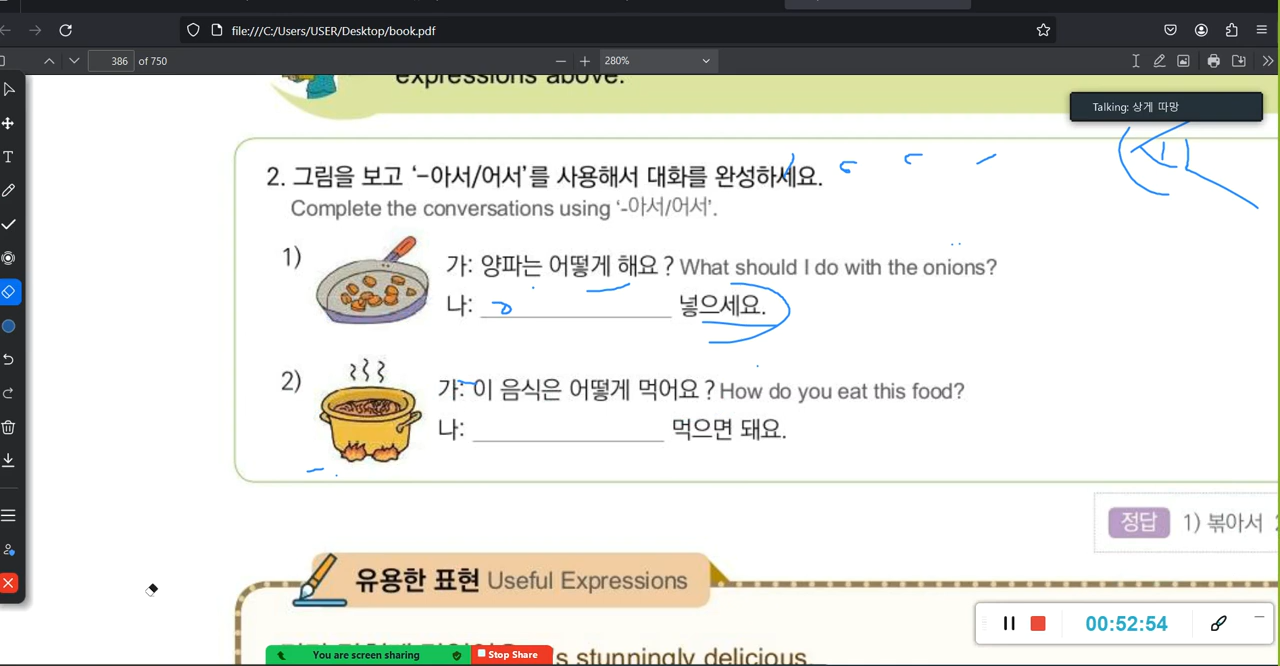 file:///C:/Users/USER/Desktop/book.pdf
386 of 750
280%
expressions above.
Talking: 상게 따망
2. 그림을 보고 ‘-아서/어서’를 사용해서 대화를 완성하세요.
Complete the conversations using ‘-아서/어서’.
1)
가: 양파는 어떻게 해요? What should I do with the onions?
나: ____________ 넣으세요.
2)
가: 이 음식은 어떻게 먹어요? How do you eat this food?
나: ____________ 먹으면 돼요.
정답 1) 볶아서 2
유용한 표현 Useful Expressions
00:52:54
You are screen sharing Stop Share
s stunningly delicious.